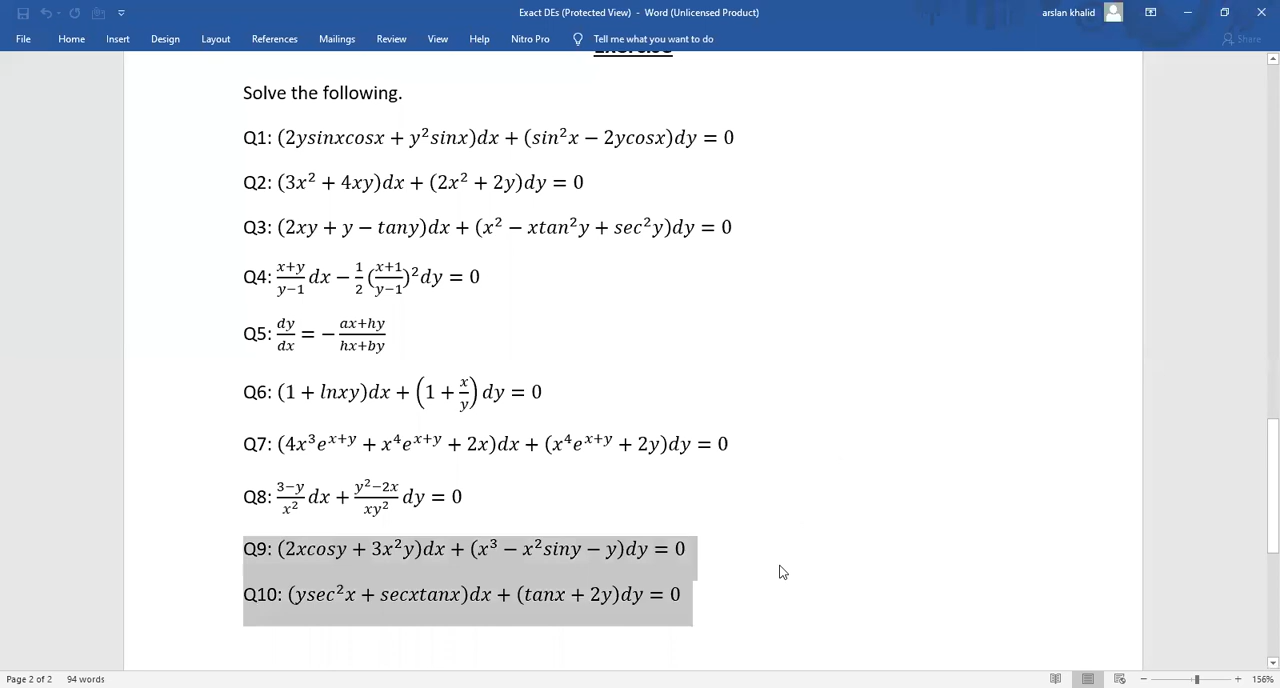 Exact DEs (Protected View) - Word (Unlicensed Product)
arslan khalid
File Home Insert Design Layout References Mailings Review View Help Nitro Pro Tell me what you want to do Share
Exercise
Solve the following.
Q1: (2ysinxcosx + y²sinx)dx + (sin²x − 2ycosx)dy = 0
Q2: (3x² + 4xy)dx + (2x² + 2y)dy = 0
Q3: (2xy + y − tany)dx + (x² − xtan²y + sec²y)dy = 0
Q4: (x+y)/(y−1) dx − 1/2 ((x+1)/(y−1))² dy = 0
Q5: dy/dx = − (ax+hy)/(hx+by)
Q6: (1 + lnxy)dx + (1 + x/y) dy = 0
Q7: (4x³eˣ⁺ʸ + x⁴eˣ⁺ʸ + 2x)dx + (x⁴eˣ⁺ʸ + 2y)dy = 0
Q8: (3−y)/x² dx + (y²−2x)/(xy²) dy = 0
Q9: (2xcosy + 3x²y)dx + (x³ − x²siny − y)dy = 0
Q10: (ysec²x + secxtanx)dx + (tanx + 2y)dy = 0
Page 2 of 2 94 words 156%